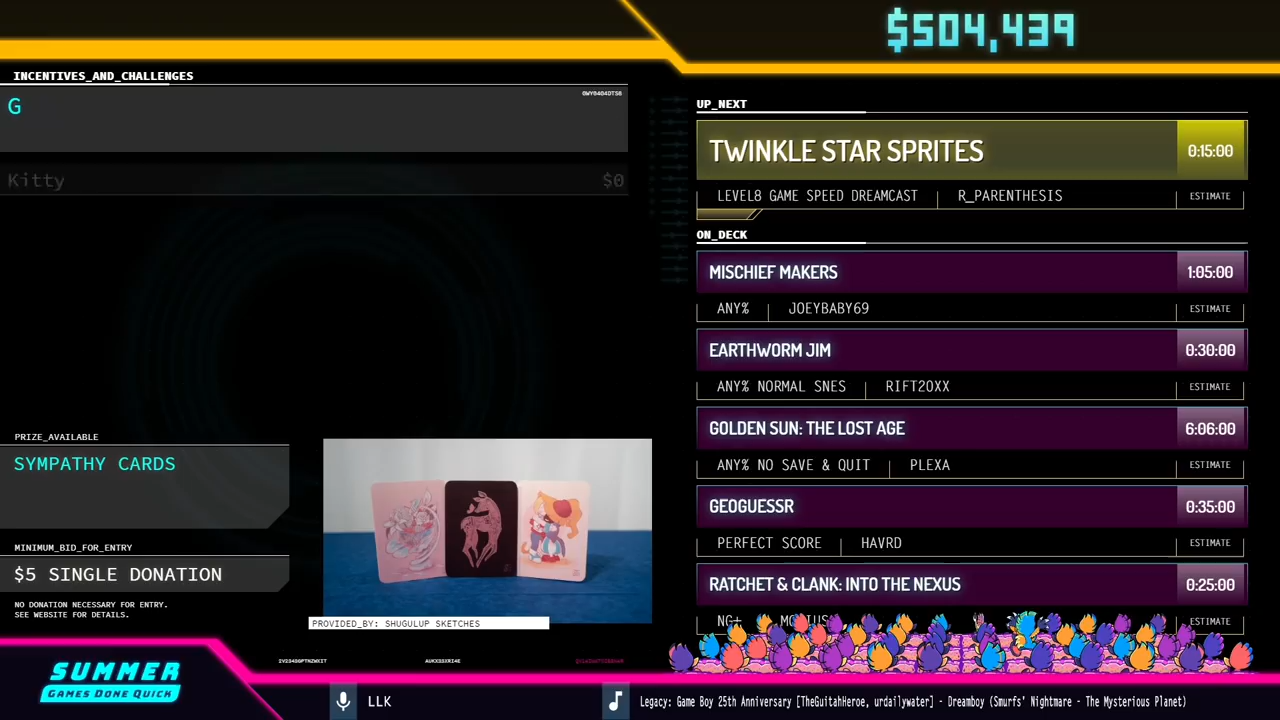 $504,439
INCENTIVES_AND_CHALLENGES
G
Kitty $0
PRIZE_AVAILABLE
SYMPATHY CARDS
MINIMUM_BID_FOR_ENTRY
$5 SINGLE DONATION
NO DONATION NECESSARY FOR ENTRY.
SEE WEBSITE FOR DETAILS.
PROVIDED_BY: SHUGULUP SKETCHES
UP_NEXT
TWINKLE STAR SPRITES 0:15:00
LEVEL8 GAME SPEED DREAMCAST R_PARENTHESIS ESTIMATE
ON_DECK
MISCHIEF MAKERS 1:05:00
ANY% JOEYBABY69 ESTIMATE
EARTHWORM JIM 0:30:00
ANY% NORMAL SNES RIFT20XX ESTIMATE
GOLDEN SUN: THE LOST AGE 6:06:00
ANY% NO SAVE & QUIT PLEXA ESTIMATE
GEOGUESSR 0:35:00
PERFECT SCORE HAVRD ESTIMATE
RATCHET & CLANK: INTO THE NEXUS 0:25:00
NG+ ESTIMATE
SUMMER
GAMES DONE QUICK
LLK
Legacy: Game Boy 25th Anniversary [TheGuitahHeroe, urdailywater] - Dreamboy (Smurfs' Nightmare - The Mysterious Planet)